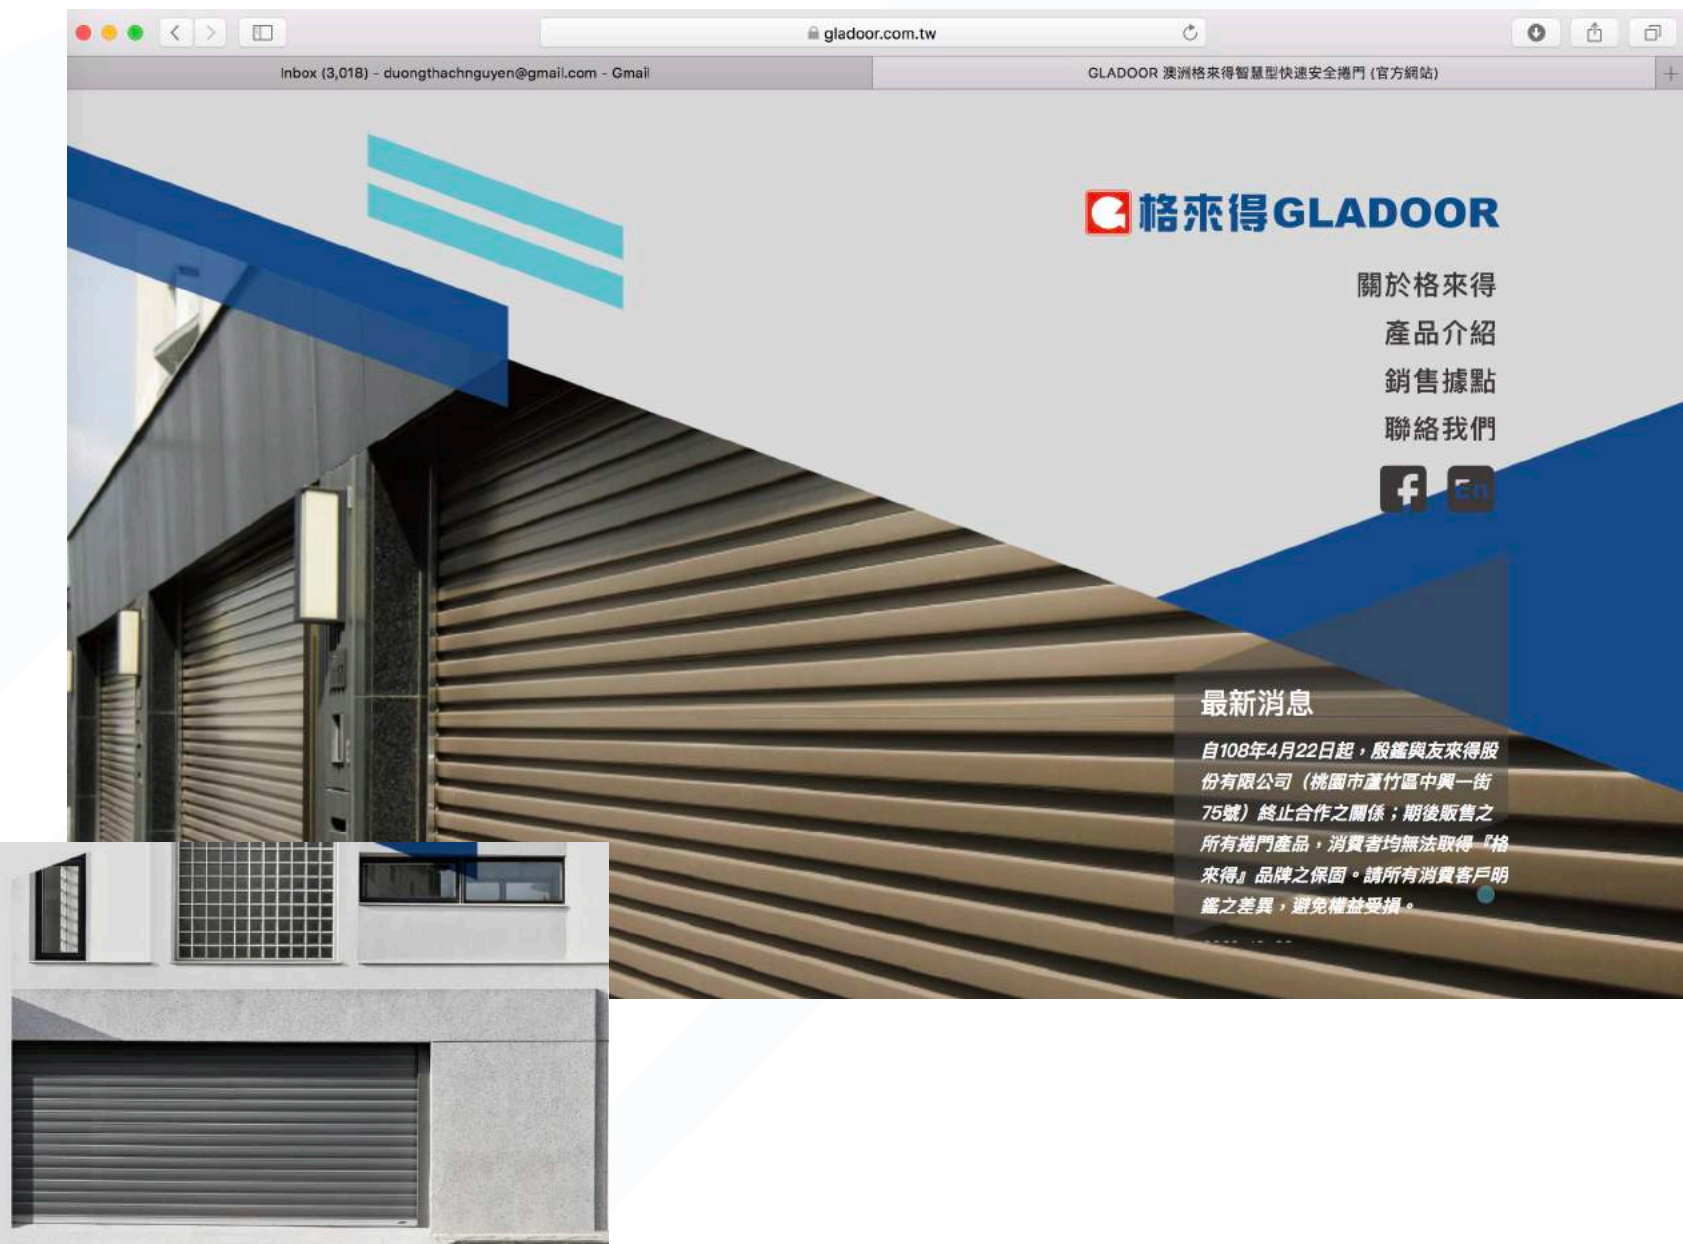 gladoor.com.tw
Inbox (3,018) - duongthachnguyen@gmail.com - Gmail
GLADOOR 澳洲格來得智慧型快速安全捲門 (官方網站)
格來得GLADOOR
關於格來得
產品介紹
銷售據點
聯絡我們
En
最新消息
自108年4月22日起，殷鑑與友來得股
份有限公司（桃園市蘆竹區中興一街
75號）終止合作之關係；期後販售之
所有捲門產品，消費者均無法取得『格
來得』品牌之保固。請所有消費客戶明
鑑之差異，避免權益受損。